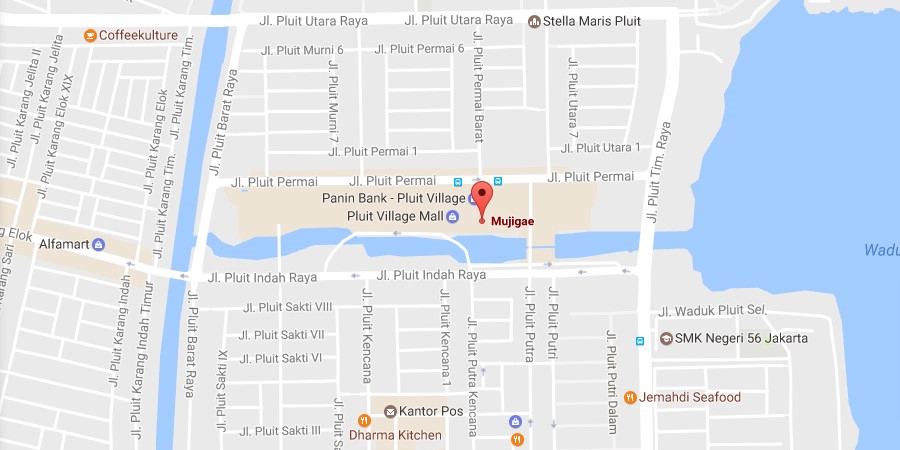 Jl. Pluit Utara Raya
Jl. Pluit Utara Raya
Stella Maris Pluit
Coffeekulture
Jl. Pluit Murni 6
Jl. Pluit Permai 6
Jl. Pluit Karang Jelita II
Jl. Pluit Karang Jelita
Jl. Pluit Karang Elok XIX
Jl. Pluit Karang Elok
Jl. Pluit Karang Tim.
Jl. Pluit Karang Tim.
Jl. Pluit Barat Raya
Jl. Pluit Murni 7
Jl. Pluit Permai Barat
Jl. Pluit Utara 7
Jl. Pluit Tim. Raya
Jl. Pluit Permai 1
Jl. Pluit Utara 1
Jl. Pluit Permai
Jl. Pluit Permai
Jl. Pluit Permai
Panin Bank - Pluit Village
Pluit Village Mall
Mujigae
g Elok
Alfamart
Wadu
Karang Sari
Jl. Pluit Indah Raya
Jl. Pluit Indah Raya
Jl. Pluit Karang Indah
Jl. Pluit Karang Indah Timur
Jl. Pluit Barat Raya
Jl. Pluit Sakti VIII
Jl. Pluit Sakti VII
Jl. Pluit Sakti VI
Jl. Pluit Sakti IX
Jl. Pluit Kencana
Jl. Pluit Kencana 1
Jl. Pluit Putra Kencana
Jl. Pluit Putra
Jl. Pluit Putri
Jl. Pluit Putri Dalam
Jl. Waduk Pluit Sel.
SMK Negeri 56 Jakarta
Jemahdi Seafood
Kantor Pos
Dharma Kitchen
Jl. Pluit Sakti III
Jl. Pluit Sa